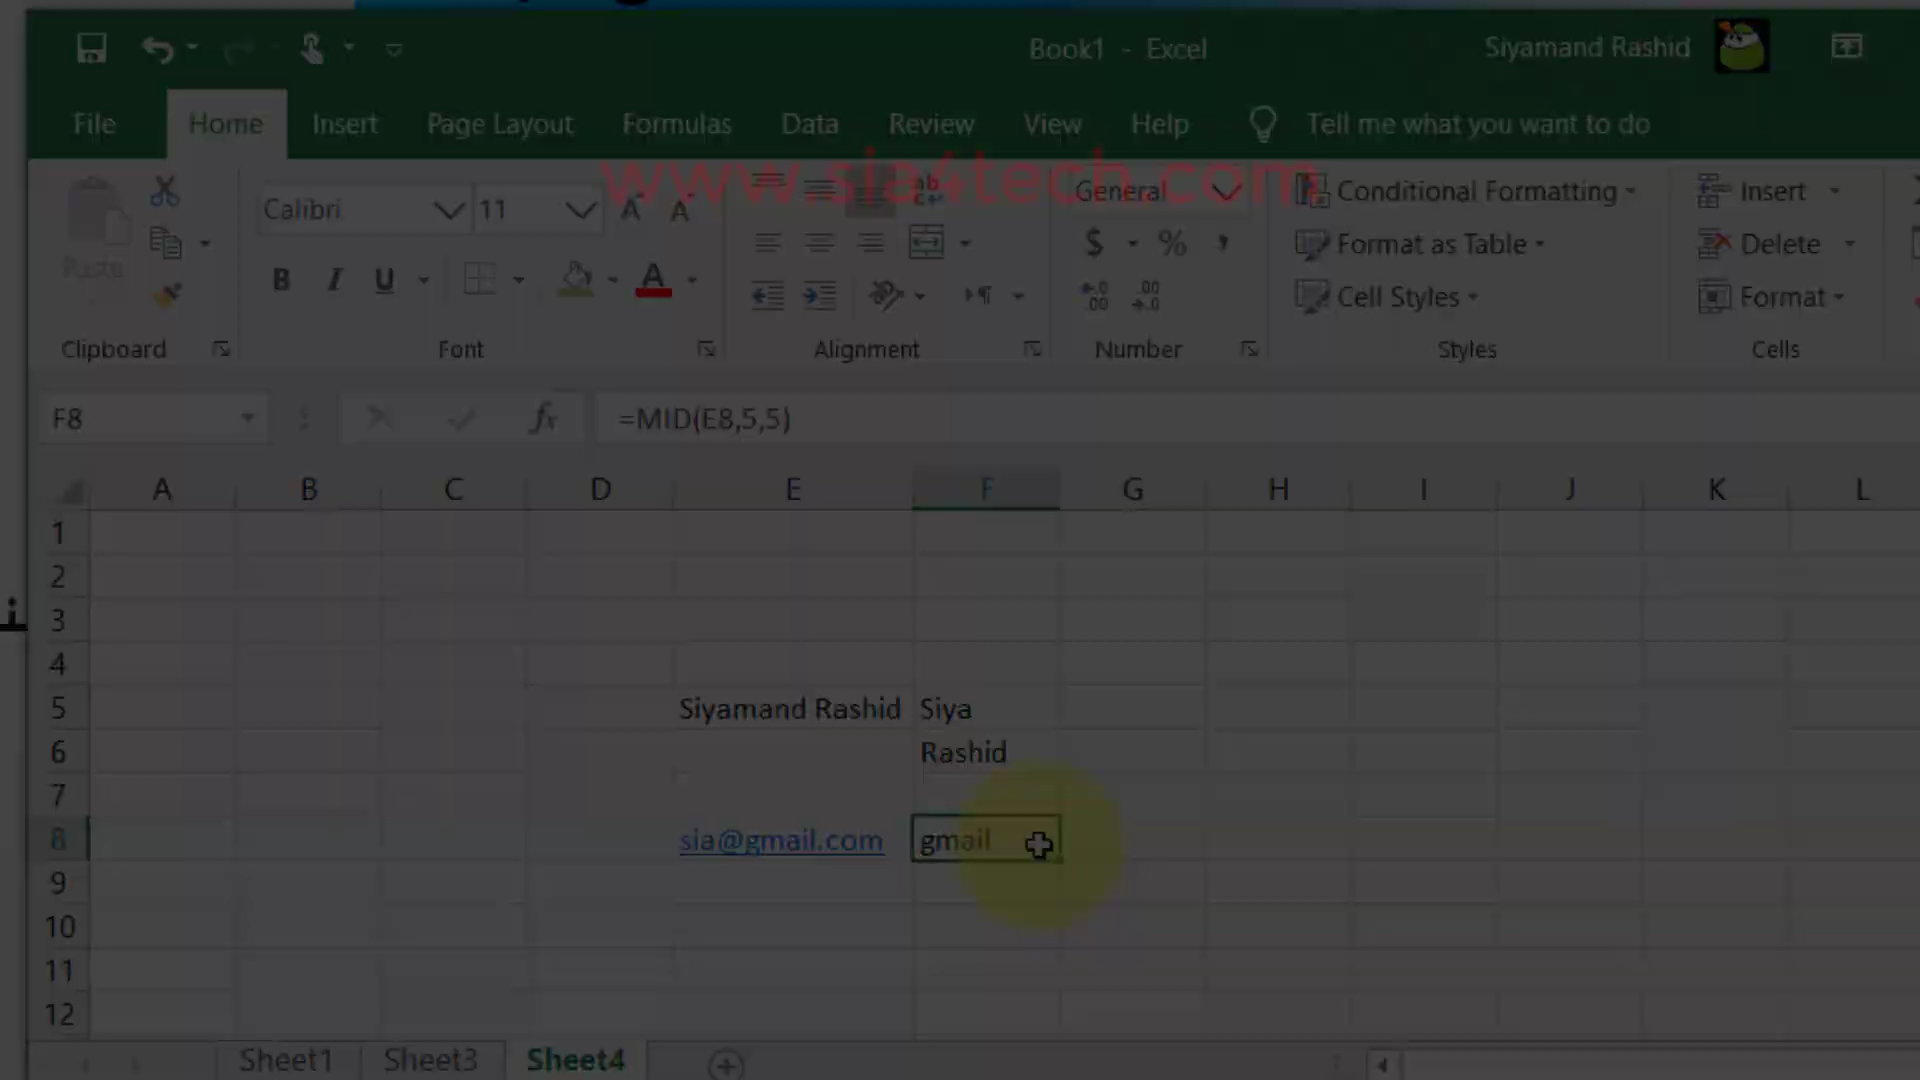 Book1 - Excel
Siyamand Rashid
File Home Insert Page Layout Formulas Data Review View Help Tell me what you want to do
www.sia4tech.com
Paste
Calibri 11
B I U A
ab
General
$ % ,
Conditional Formatting
Format as Table
Cell Styles
Insert
Delete
Format
Clipboard Font Alignment Number Styles Cells
F8 fx =MID(E8,5,5)
A B C D E F G H I J K L
1
2
3
4
5 Siyamand Rashid Siya
6 Rashid
7
8 sia@gmail.com gmail
9
10
11
12
Sheet1 Sheet3 Sheet4